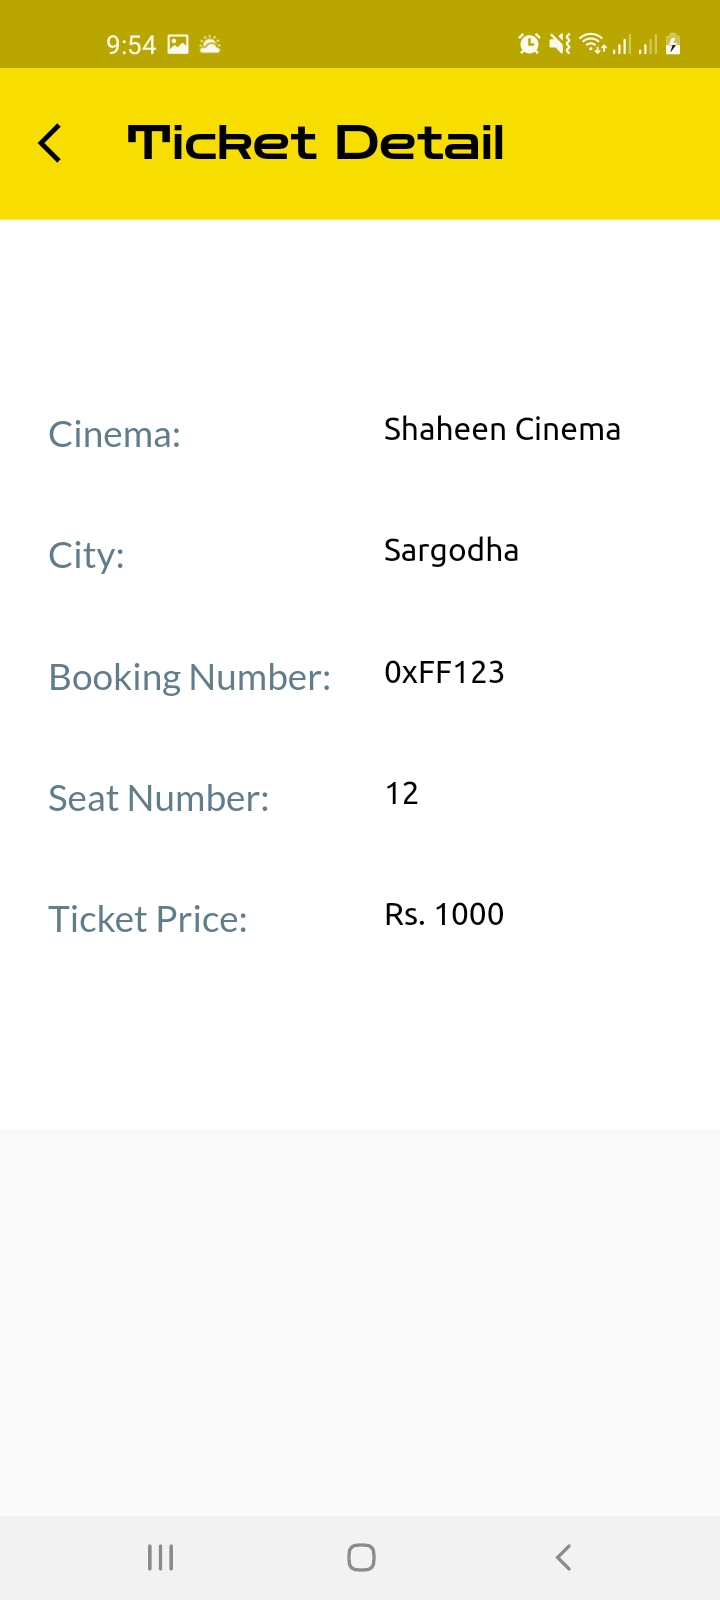 9:54
Ticket Detail
Cinema: Shaheen Cinema
City: Sargodha
Booking Number: 0xFF123
Seat Number: 12
Ticket Price: Rs. 1000